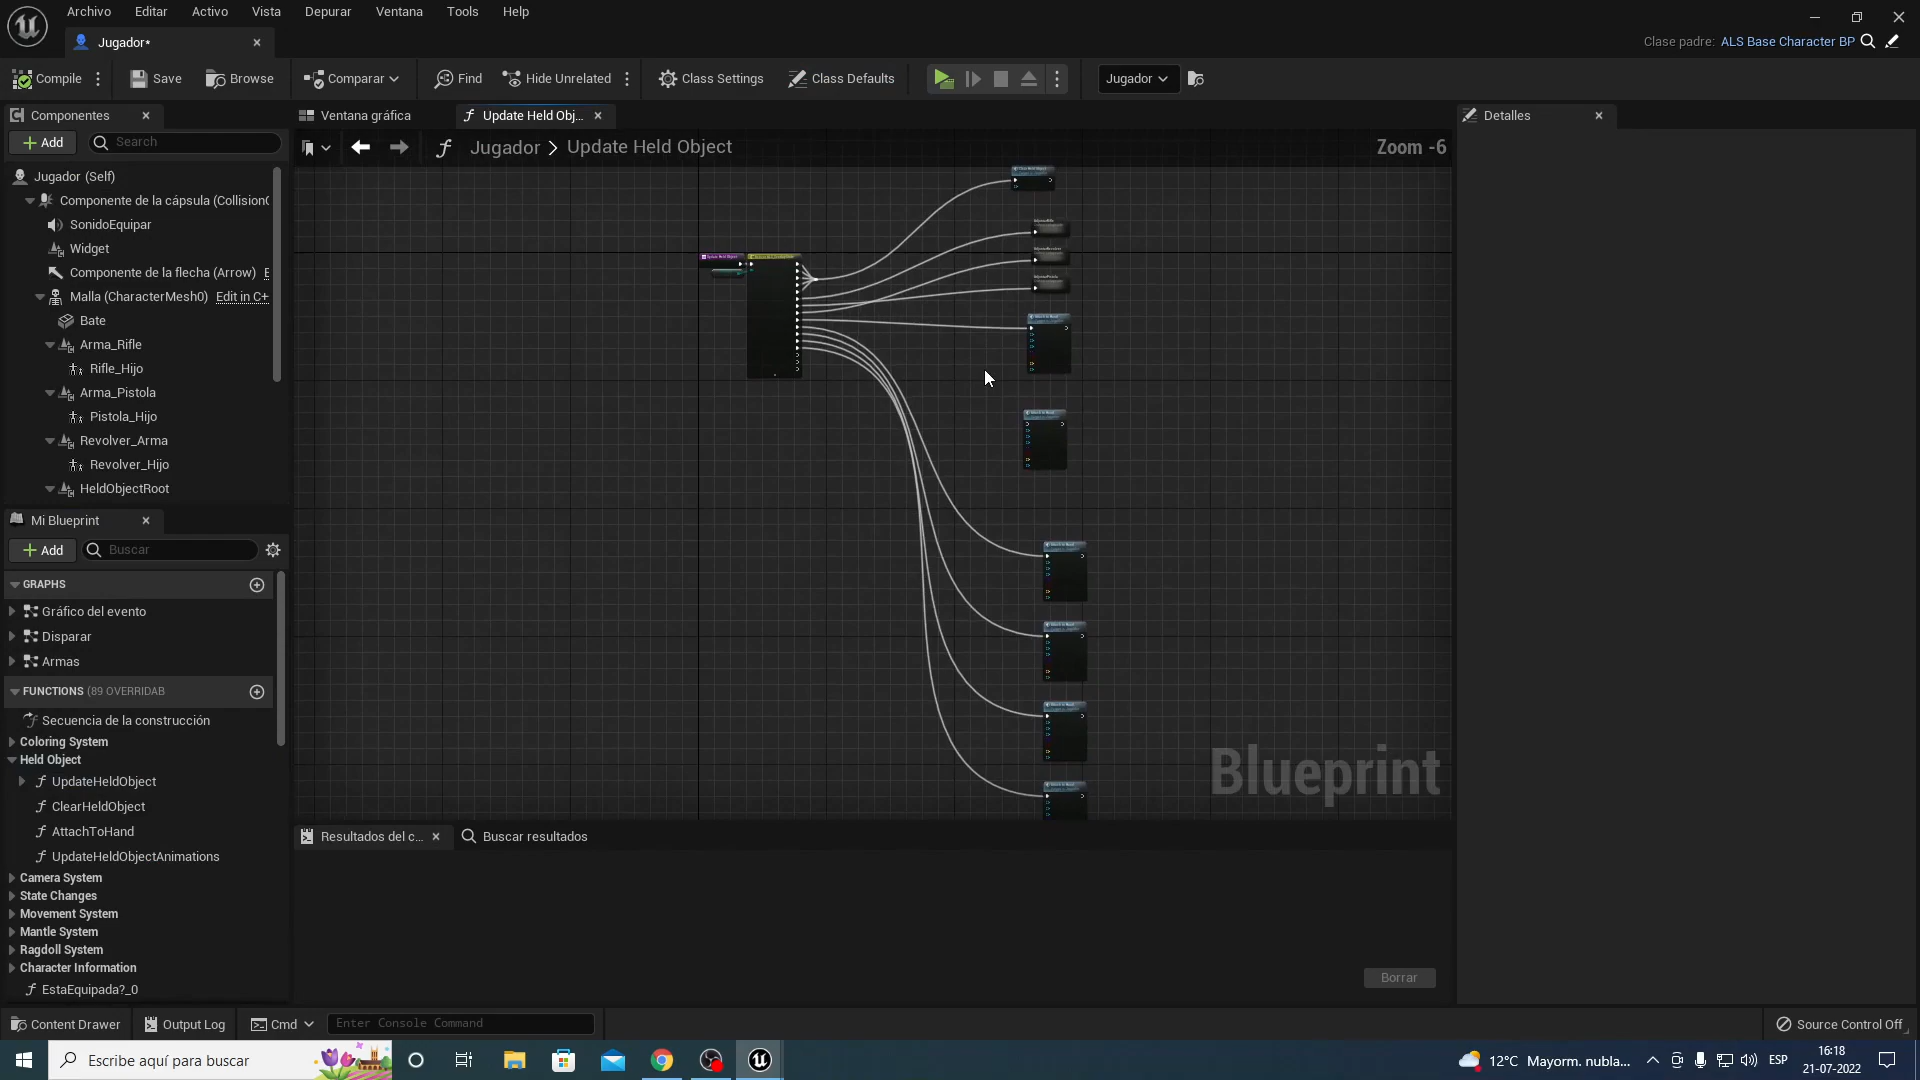 Archivo Editar Activo Vista Depurar Ventana Tools Help
Jugador*
Clase padre: ALS Base Character BP
Compile Save Browse Comparar Find Hide Unrelated Class Settings Class Defaults Jugador
Componentes
Add Search
Jugador (Self)
Componente de la cápsula (Collision
SonidoEquipar
Widget
Componente de la flecha (Arrow) E
Malla (CharacterMesh0) Edit in C+
Bate
Arma_Rifle
Rifle_Hijo
Arma_Pistola
Pistola_Hijo
Revolver_Arma
Revolver_Hijo
HeldObjectRoot
Mi Blueprint
Add Buscar
GRAPHS
Gráfico del evento
Disparar
Armas
FUNCTIONS (89 OVERRIDAB
Secuencia de la construcción
Coloring System
Held Object
UpdateHeldObject
ClearHeldObject
AttachToHand
UpdateHeldObjectAnimations
Camera System
State Changes
Movement System
Mantle System
Ragdoll System
Character Information
EstaEquipada?_0
Ventana gráfica Update Held Obj...
Jugador > Update Held Object
Zoom -6
Blueprint
Resultados del c... Buscar resultados
Borrar
Detalles
Content Drawer Output Log Cmd Enter Console Command
Source Control Off
Escribe aquí para buscar
12°C Mayorm. nubla...
ESP
16:18
21-07-2022